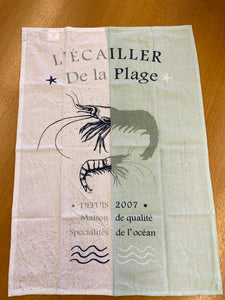 L'ÉCAILLER
De la Plage
DEPUIS 2007
Maison de qualité
Spécialités de l'océan